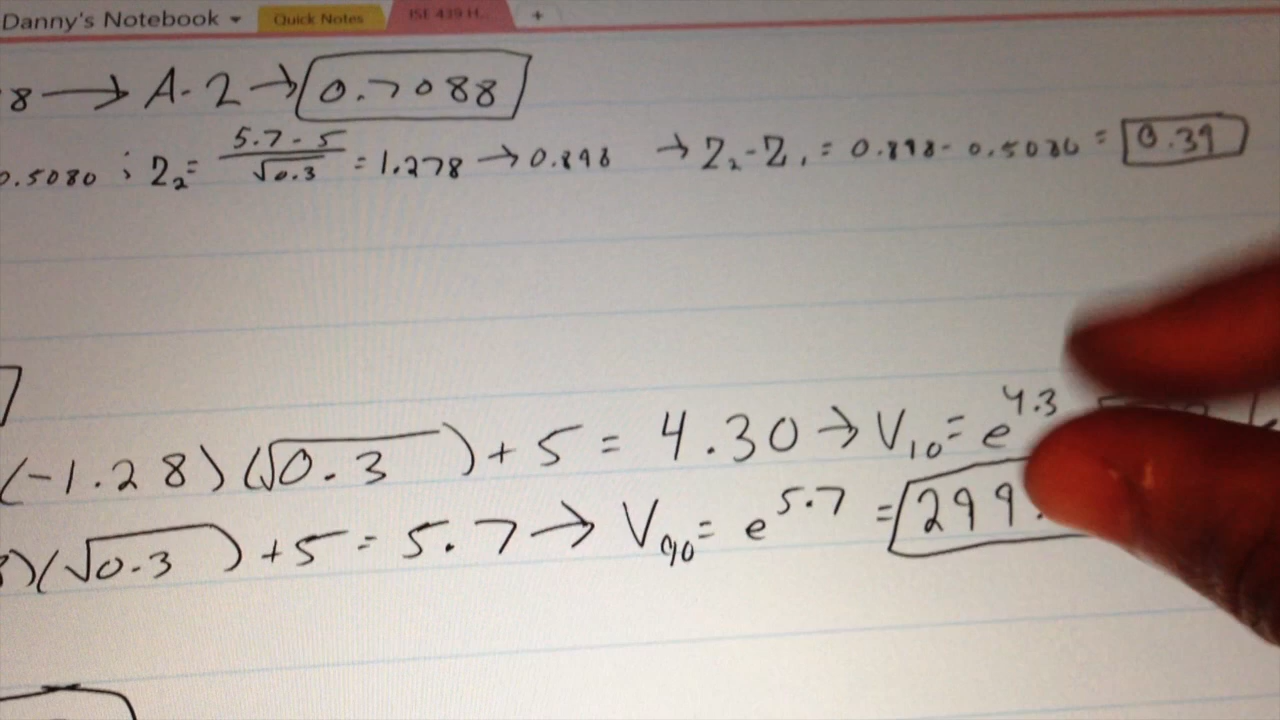 Danny's Notebook Quick Notes ISE 439 H... +
8 → A-2 → 0.7088
0.5080 ; Z₂ = (5.7 - 5)/√0.3 = 1.278 → 0.898 → Z₂ - Z₁ = 0.898 - 0.5080 = 0.39
(-1.28)(√0.3) + 5 = 4.30 → V₁₀ = e^4.3
)(√0.3) + 5 = 5.7 → V₉₀ = e^5.7 = 299.